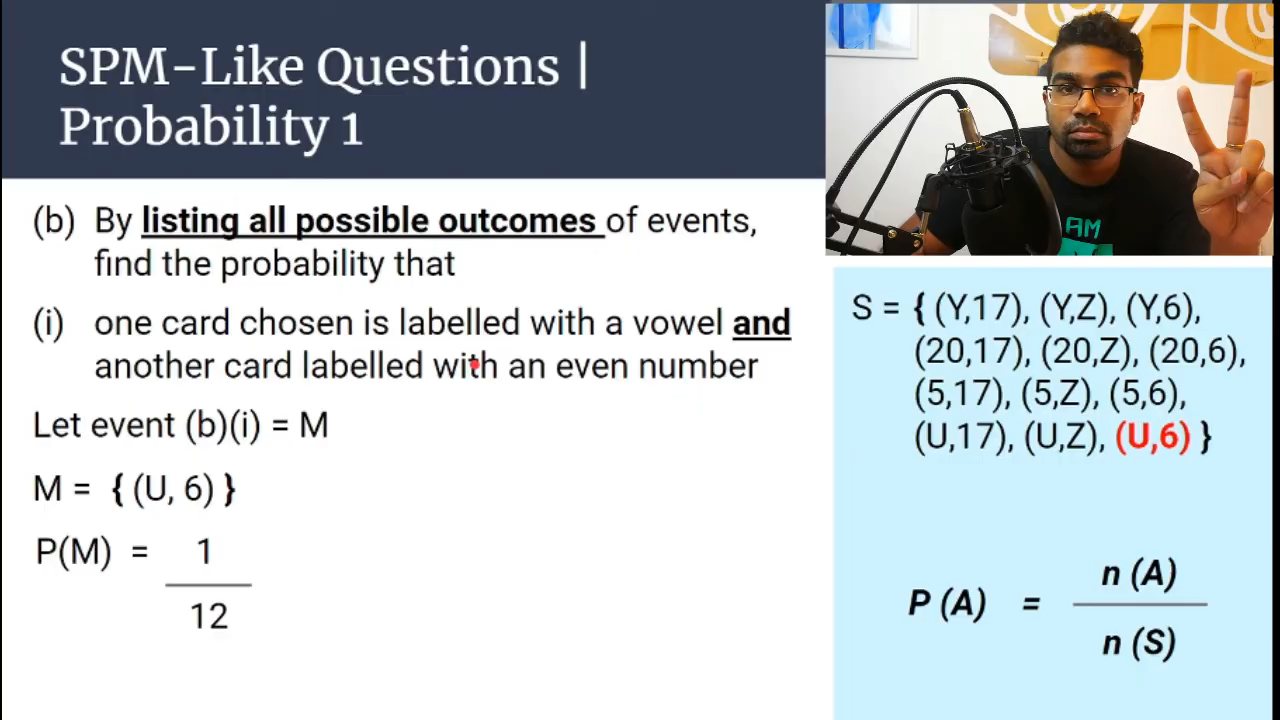 SPM-Like Questions |
Probability 1
(b) By listing all possible outcomes of events,
find the probability that
(i) one card chosen is labelled with a vowel and
another card labelled with an even number
Let event (b)(i) = M
M = { (U, 6) }
P(M) = 1
12
AM
S = { (Y,17), (Y,Z), (Y,6),
(20,17), (20,Z), (20,6),
(5,17), (5,Z), (5,6),
(U,17), (U,Z), (U,6) }
P (A) = n (A)
n (S)